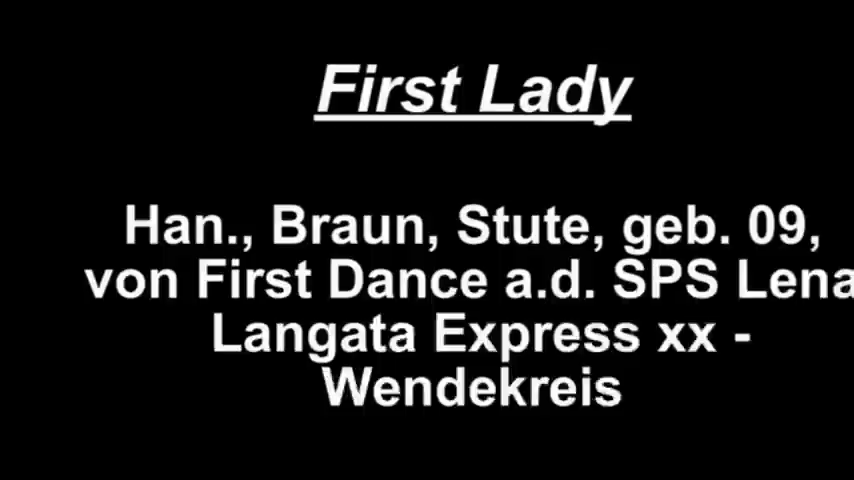 First Lady
Han., Braun, Stute, geb. 09,
von First Dance a.d. SPS Lena
Langata Express xx -
Wendekreis